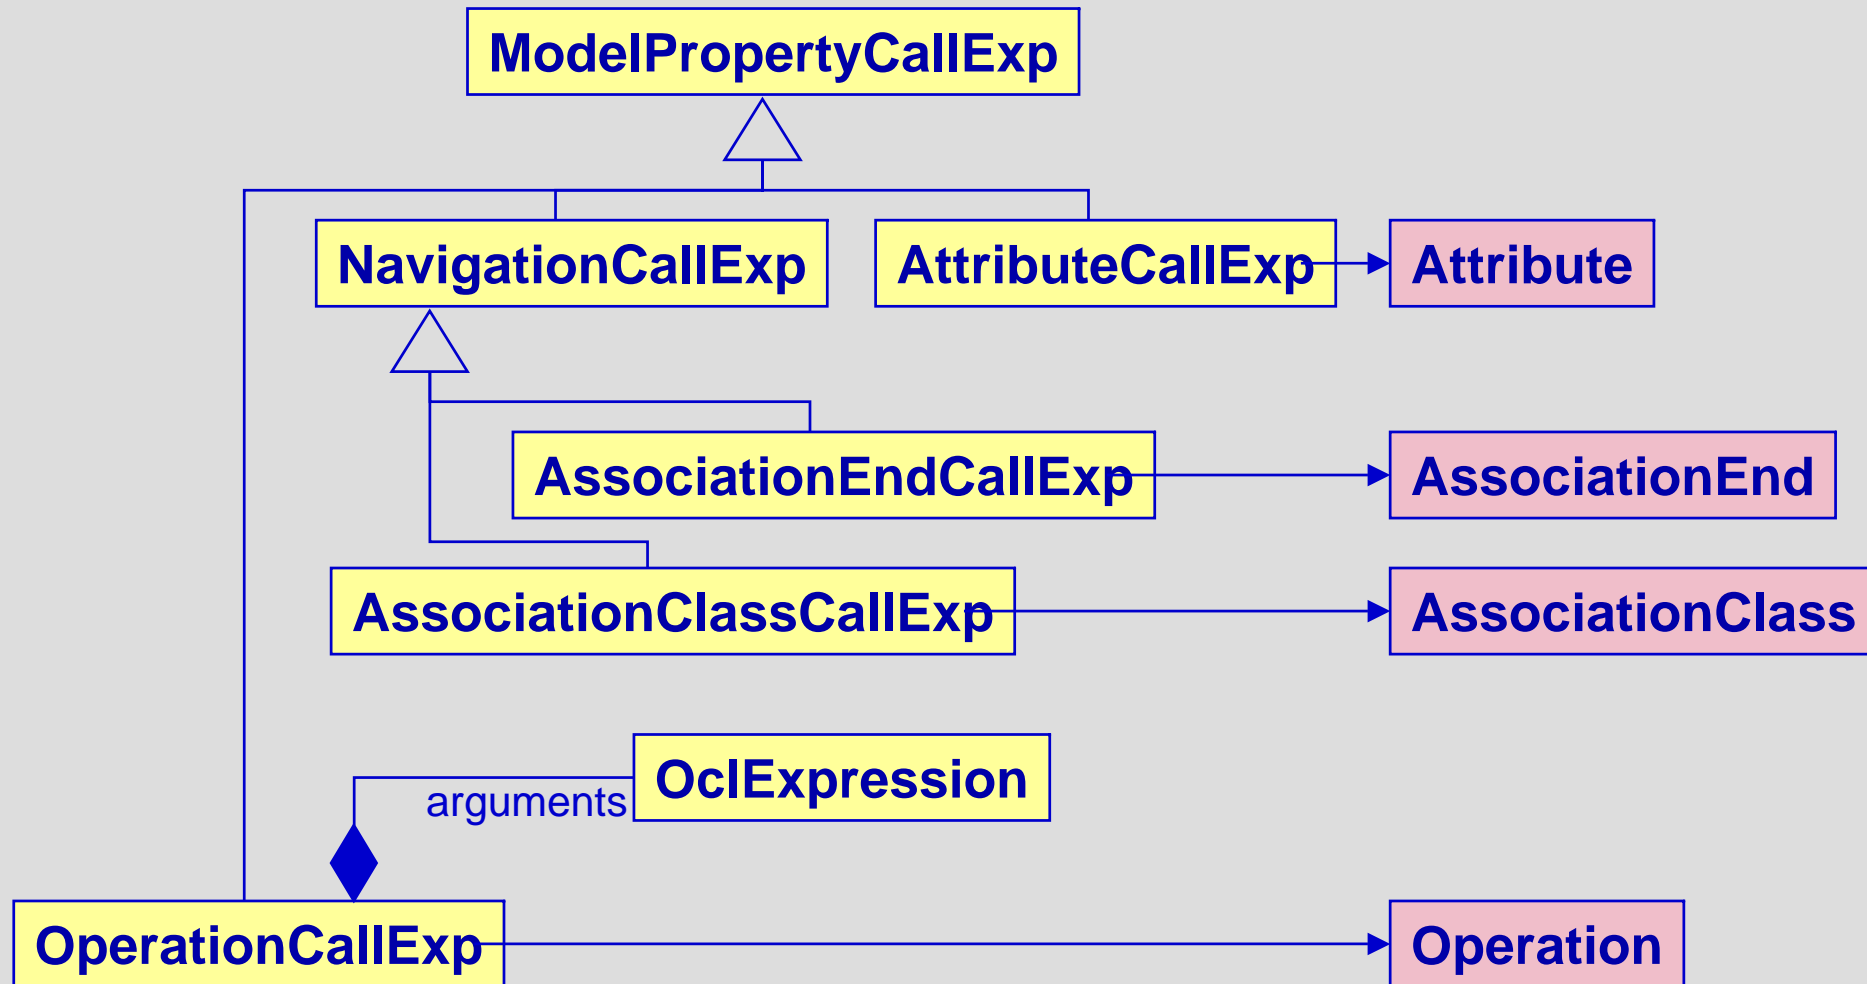 ModelPropertyCallExp
NavigationCallExp
AttributeCallExp
Attribute
AssociationEndCallExp
AssociationEnd
AssociationClassCallExp
AssociationClass
OclExpression
arguments
OperationCallExp
Operation